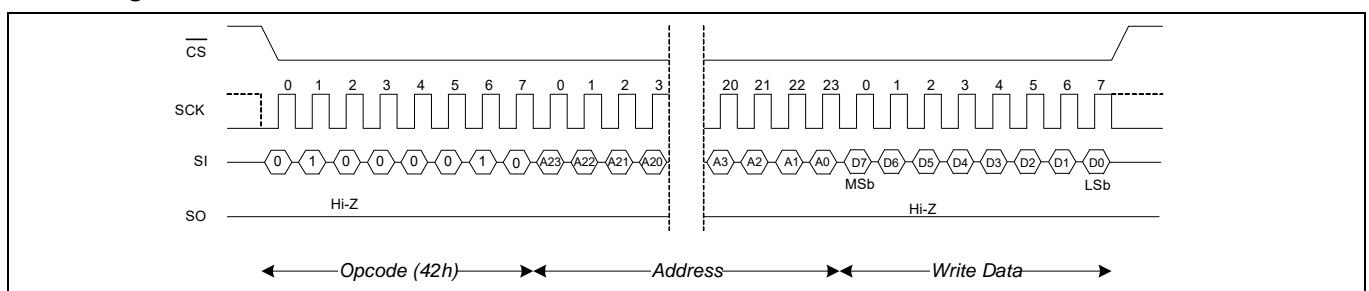 CS
0 1 2 3 4 5 6 7 0 1 2 3 20 21 22 23 0 1 2 3 4 5 6 7
SCK
SI 0 1 0 0 0 0 1 0 A23 A22 A21 A20 A3 A2 A1 A0 D7 D6 D5 D4 D3 D2 D1 D0
MSb LSb
Hi-Z Hi-Z
SO
Opcode (42h) Address Write Data